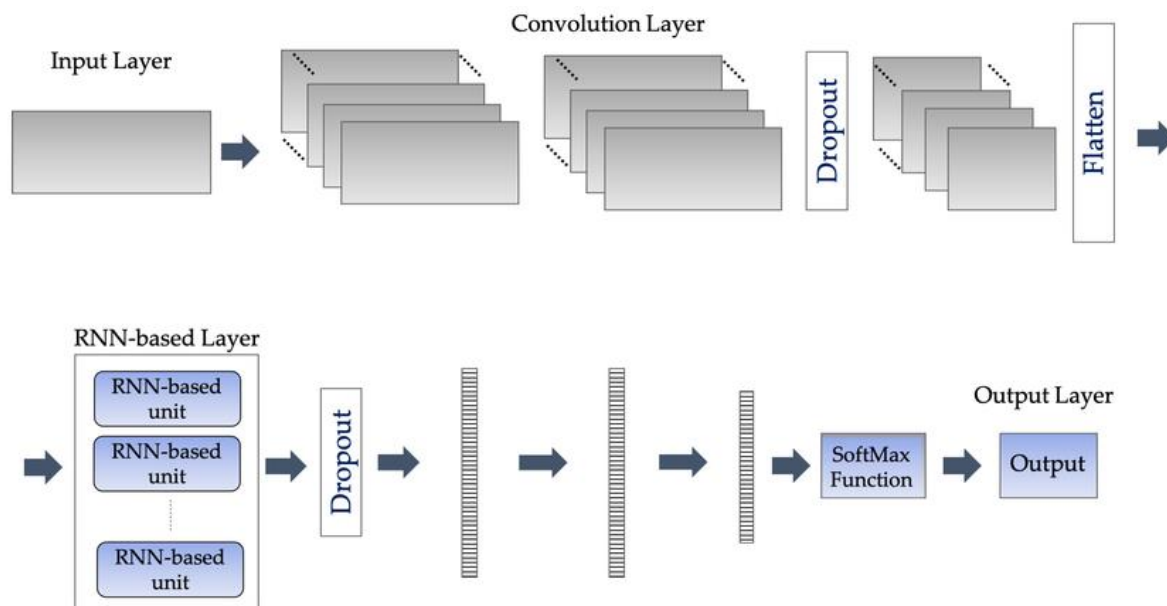 Convolution Layer
Input Layer
Dropout
Flatten
RNN-based Layer
RNN-based
unit
RNN-based
unit
RNN-based
unit
Dropout
SoftMax
Function
Output Layer
Output